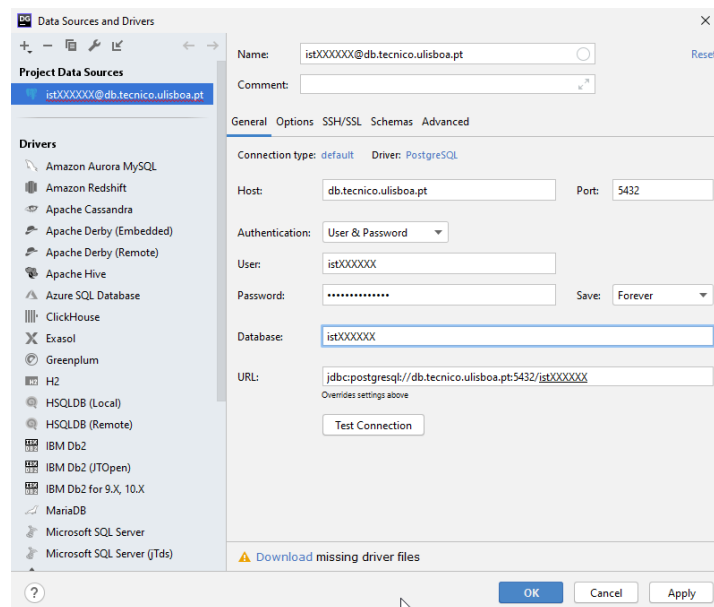 DG Data Sources and Drivers
Name: istXXXXXX@db.tecnico.ulisboa.pt Reset
Project Data Sources
Comment:
istXXXXXX@db.tecnico.ulisboa.pt
General Options SSH/SSL Schemas Advanced
Drivers
Connection type: default Driver: PostgreSQL
Amazon Aurora MySQL
Amazon Redshift
Host: db.tecnico.ulisboa.pt Port: 5432
Apache Cassandra
Apache Derby (Embedded)
Authentication: User & Password
Apache Derby (Remote)
User: istXXXXXX
Apache Hive
Azure SQL Database
Password: •••••••••••••• Save: Forever
ClickHouse
Exasol
Database: istXXXXXX
Greenplum
H2
URL: jdbc:postgresql://db.tecnico.ulisboa.pt:5432/istXXXXXX
Overrides settings above
HSQLDB (Local)
HSQLDB (Remote)
Test Connection
IBM Db2
IBM Db2 (JTOpen)
IBM Db2 for 9.X, 10.X
MariaDB
Microsoft SQL Server
Microsoft SQL Server (jTds)
Download missing driver files
? OK Cancel Apply